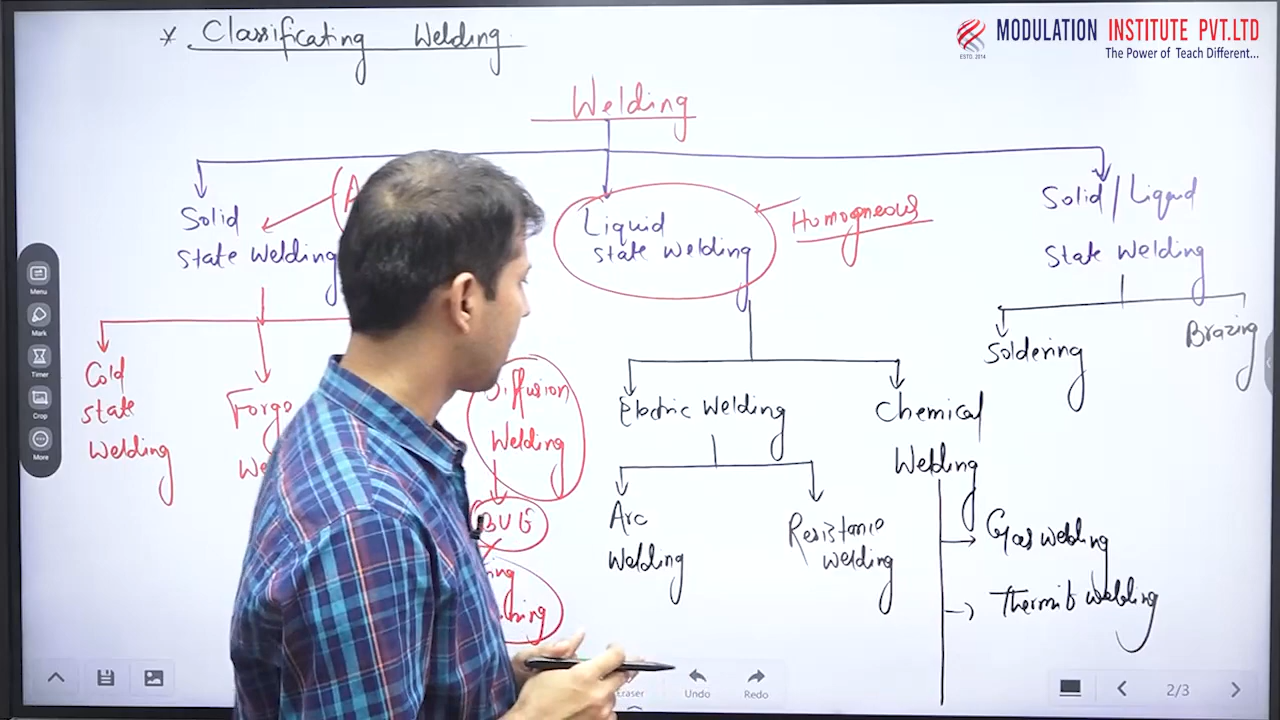 MODULATION INSTITUTE PVT.LTD
The Power of Teach Different...
ESTD. 2014
* Classificating Welding
Welding
Solid
State Welding
Liquid
State Welding
Homogneous
Solid/Liquid
State Welding
Cold
State
Welding
Forge
Diffusion
Welding
BUE
Electric Welding
Chemical
Welding
Soldering
Brazing
Arc
Welding
Resistance
Welding
Gas Welding
Thermit Welding
Menu
Mark
Timer
Crop
More
Eraser
Undo
Redo
2/3